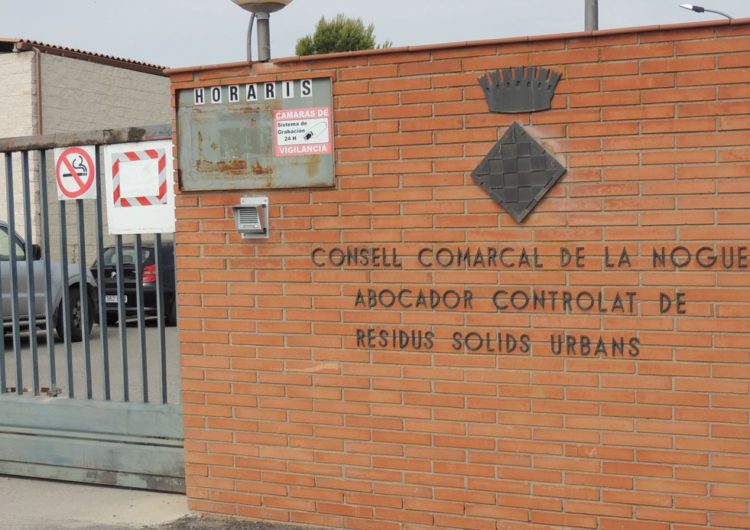 HORARIS
CAMARAS DE
Sistema de
Grabación
24 H
VIGILANCIA
CONSELL COMARCAL DE LA NOGUE
ABOCADOR CONTROLAT DE
RESIDUS SOLIDS URBANS